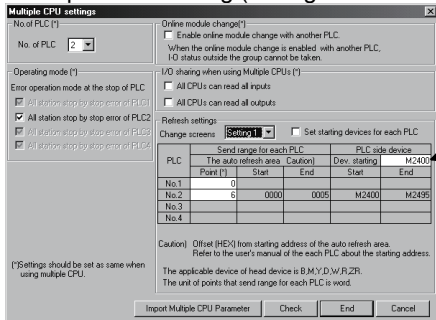 Multiple CPU settings
No.of PLC (*)
No. of PLC 2
Operating mode (*)
Error operation mode at the stop of PLC
All station stop by stop error of PLC1
All station stop by stop error of PLC2
All station stop by stop error of PLC3
All station stop by stop error of PLC4
(*)Settings should be set as same when
using multiple CPU.
Online module change(*)
Enable online module change with another PLC.
When the online module change is enabled with another PLC,
I-O status outside the group cannot be taken.
I/O sharing when using Multiple CPUs (*)
All CPUs can read all inputs
All CPUs can read all outputs
Refresh settings
Change screens Setting 1 Set starting devices for each PLC
Send range for each PLC PLC side device
PLC The auto refresh area Caution) Dev. starting M2400
Point (*) Start End Start End
No.1 0
No.2 6 0000 0005 M2400 M2495
No.3
No.4
Caution) Offset (HEX) from starting address of the auto refresh area.
Refer to the user's manual of the each PLC about the starting address.
The applicable device of head device is B,M,Y,D,W,R,ZR.
The unit of points that send range for each PLC is word.
Import Multiple CPU Parameter Check End Cancel